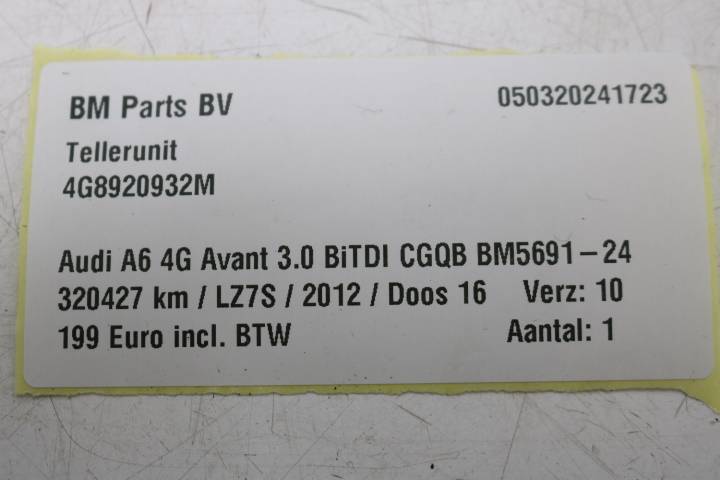 BM Parts BV 050320241723
Tellerunit
4G8920932M
Audi A6 4G Avant 3.0 BiTDI CGQB BM5691-24
320427 km / LZ7S / 2012 / Doos 16 Verz: 10
199 Euro incl. BTW Aantal: 1